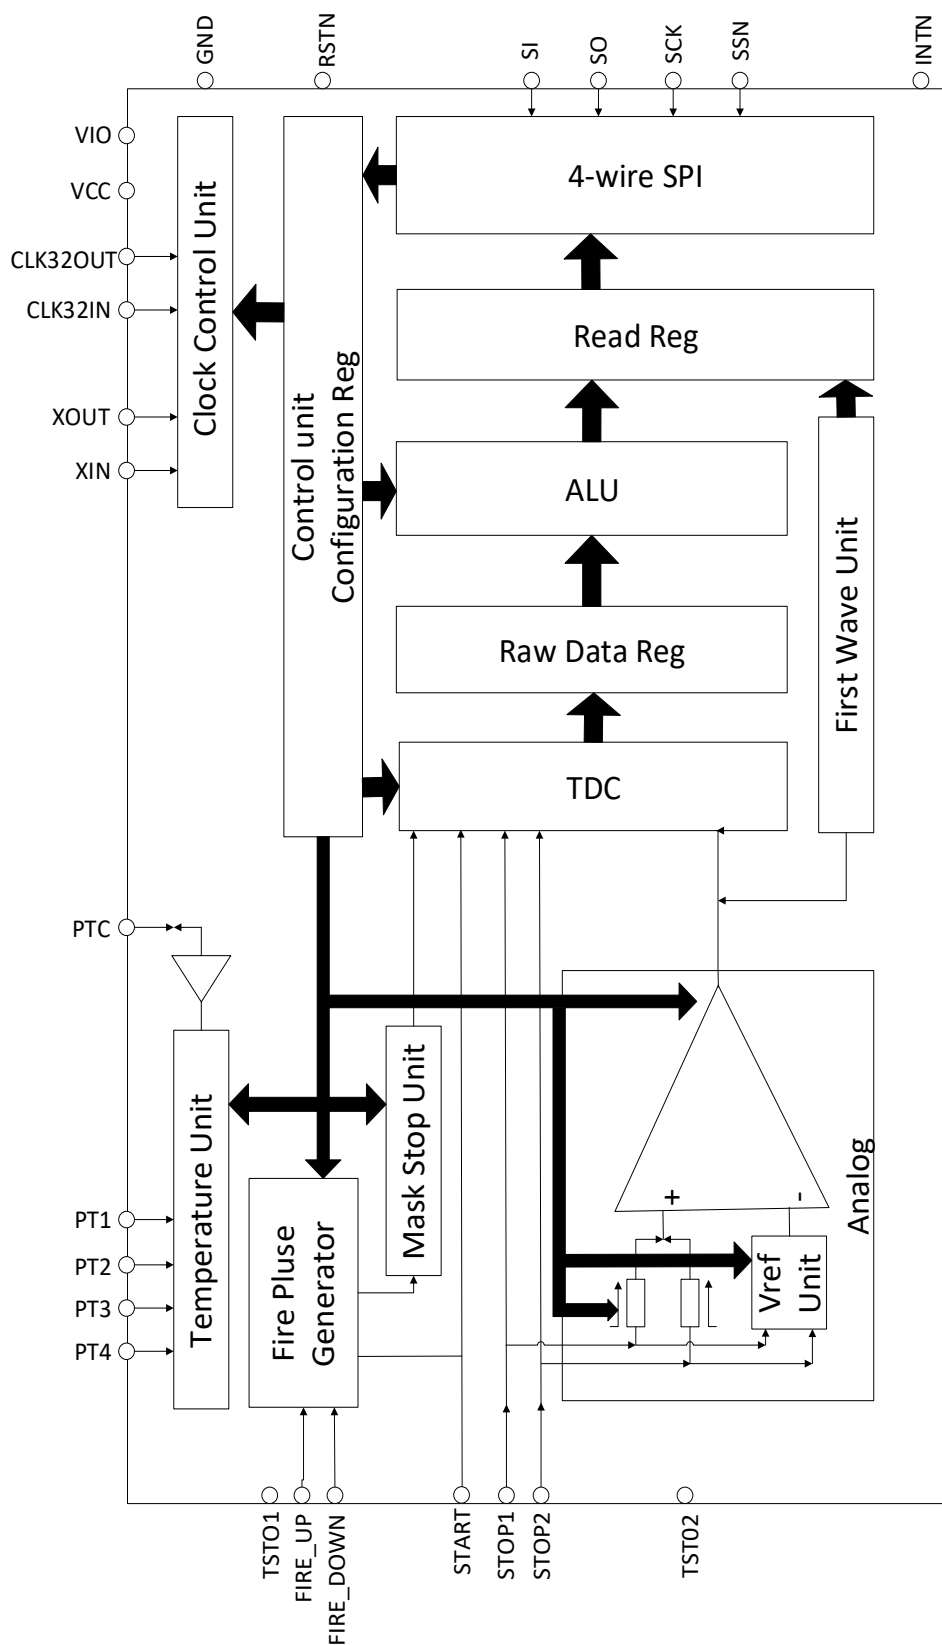 GND
RSTN
SI
SO
SCK
SSN
INTN
VIO
VCC
CLK32OUT
CLK32IN
XOUT
XIN
Clock Control Unit
Control unit
Configuration Reg
4-wire SPI
Read Reg
ALU
Raw Data Reg
TDC
First Wave Unit
PTC
PT1
PT2
PT3
PT4
Temperature Unit
Fire Pluse
Generator
Mask Stop Unit
+
-
Analog
Vref
Unit
TSTO1
FIRE_UP
FIRE_DOWN
START
STOP1
STOP2
TST02